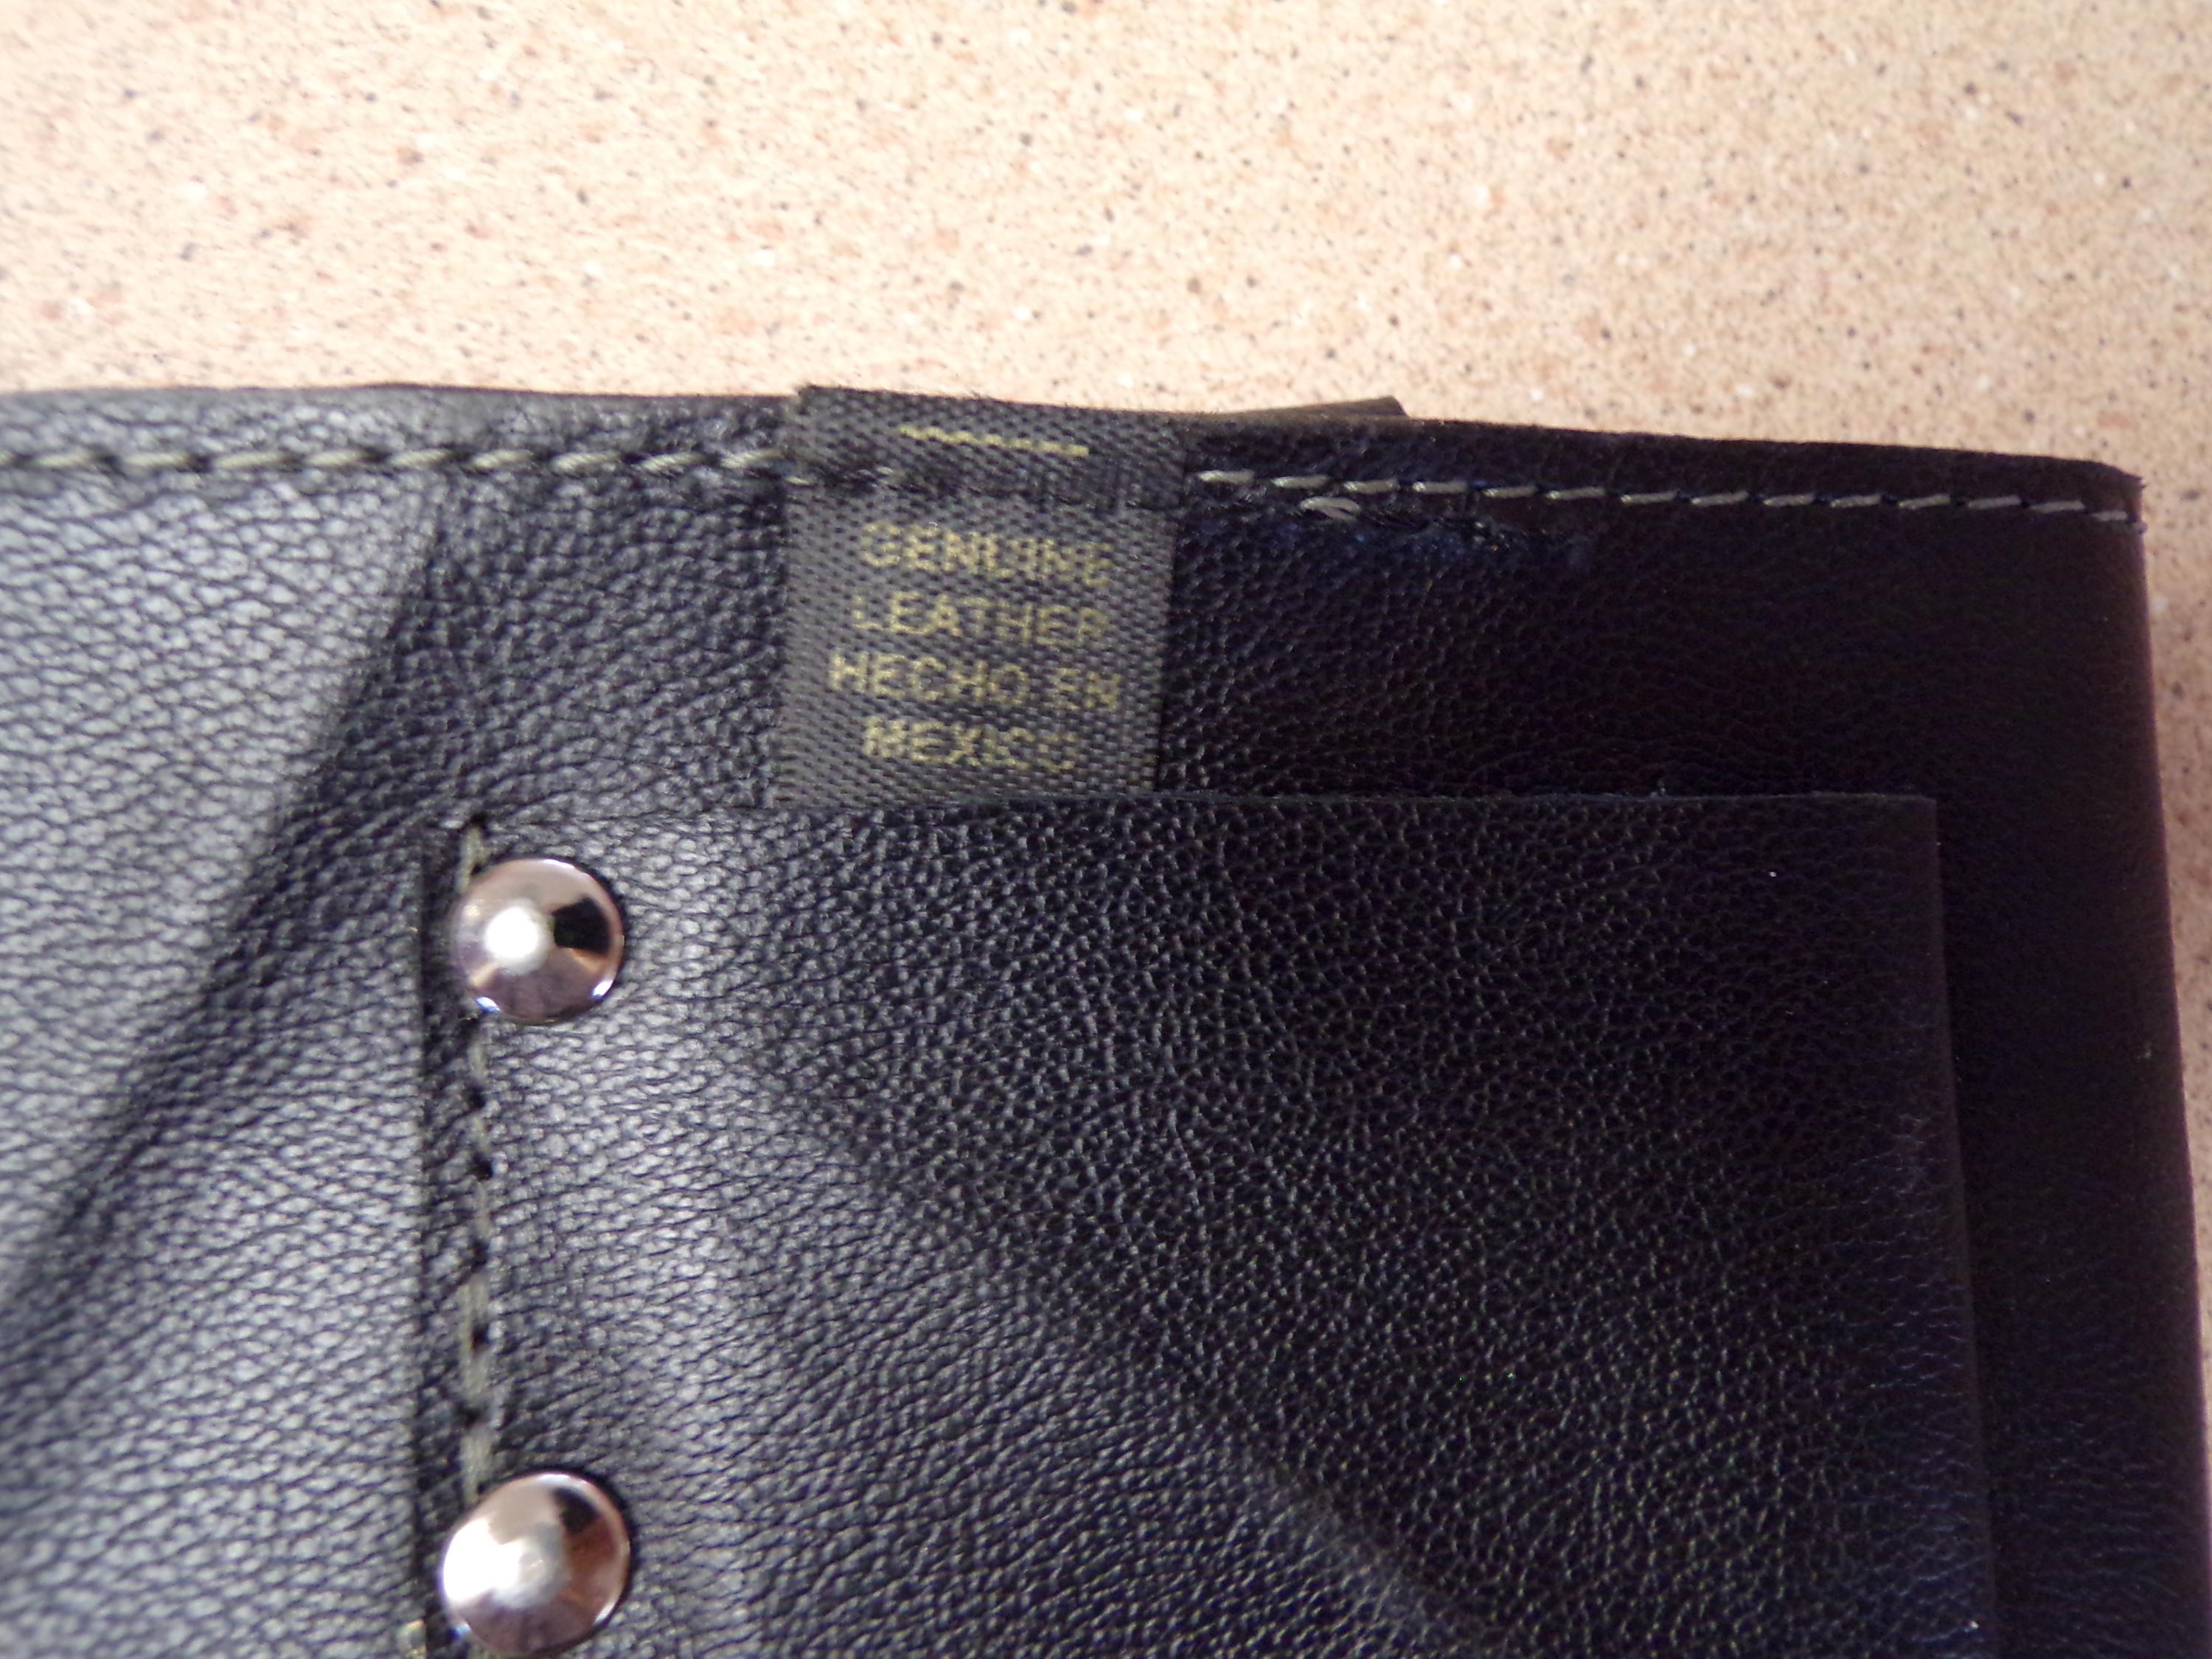 GENUINE
LEATHER
HECHO EN
MEXICO